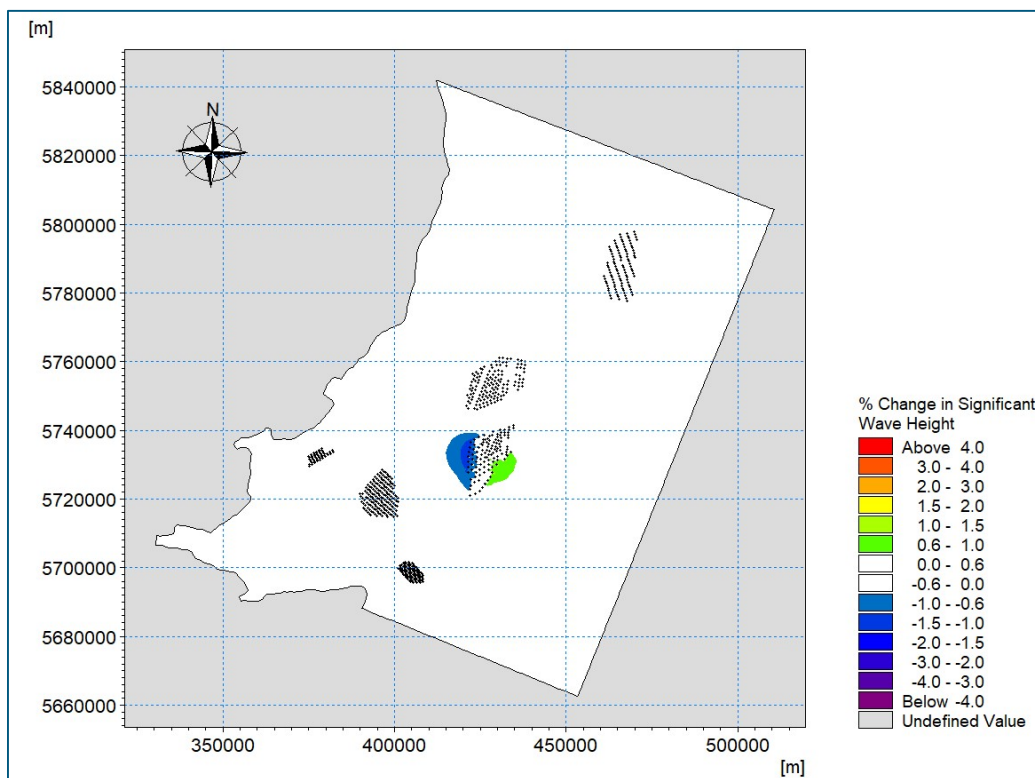 [m]
5840000
N
5820000
5800000
5780000
5760000
5740000
5720000
5700000
5680000
5660000
350000 400000 450000 500000
[m]
% Change in Significant
Wave Height
Above 4.0
3.0 - 4.0
2.0 - 3.0
1.5 - 2.0
1.0 - 1.5
0.6 - 1.0
0.0 - 0.6
-0.6 - 0.0
-1.0 - -0.6
-1.5 - -1.0
-2.0 - -1.5
-3.0 - -2.0
-4.0 - -3.0
Below -4.0
Undefined Value